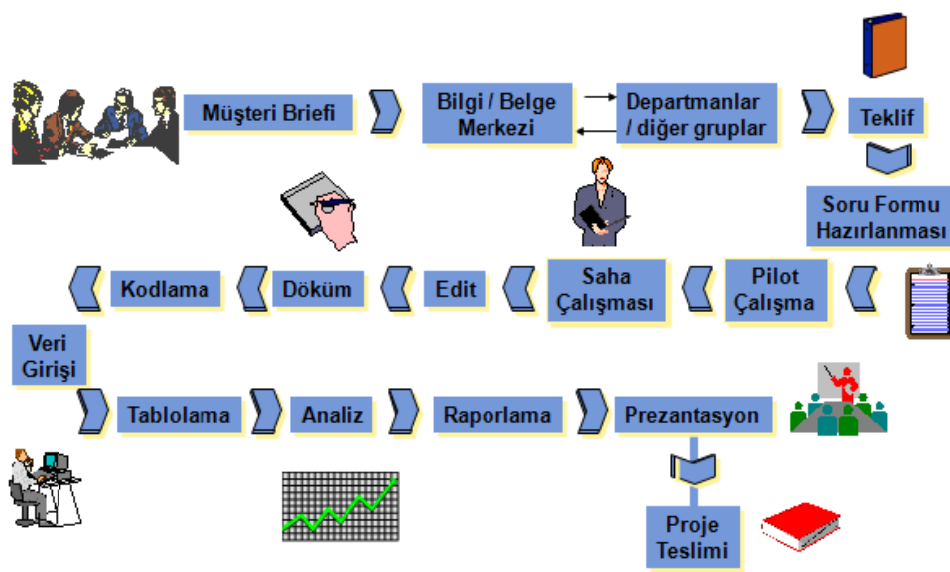 Müşteri Briefi
Bilgi / Belge
Merkezi
Departmanlar
/ diğer gruplar
Teklif
Soru Formu
Hazırlanması
Pilot
Çalışma
Saha
Çalışması
Edit
Döküm
Kodlama
Veri
Girişi
Tablolama
Analiz
Raporlama
Prezantasyon
Proje
Teslimi